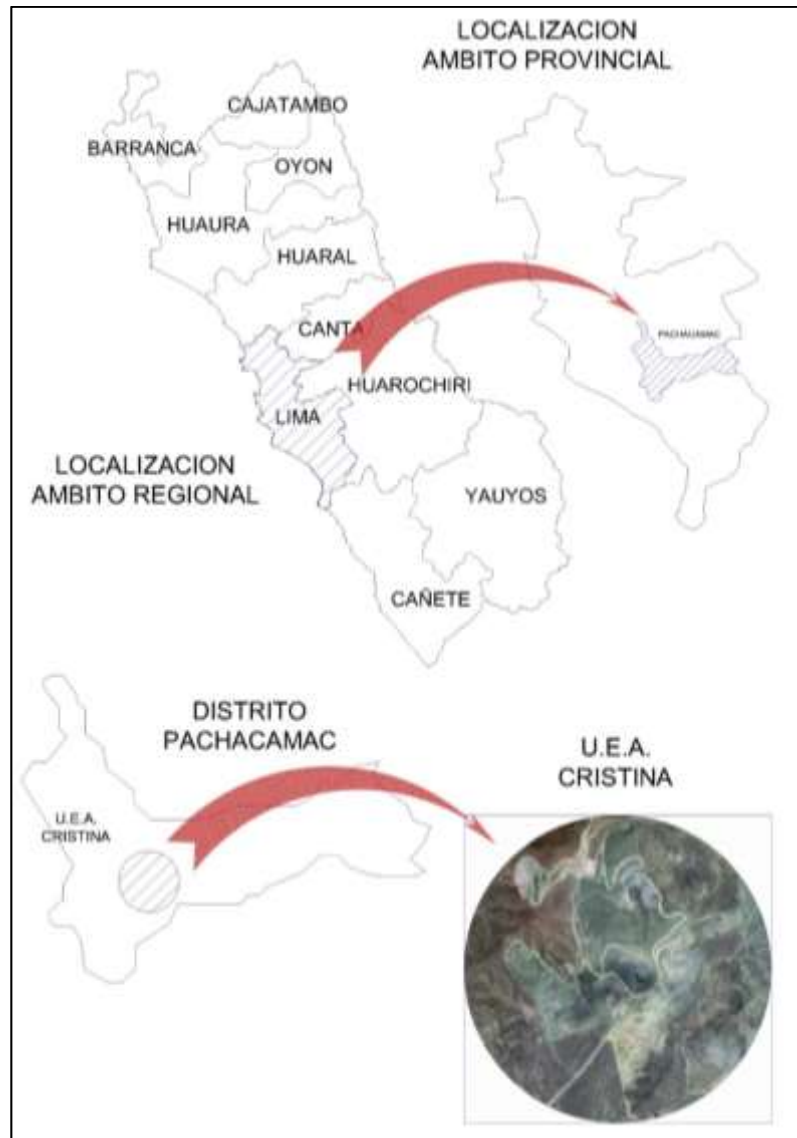 LOCALIZACION
AMBITO PROVINCIAL
CAJATAMBO
BARRANCA
OYON
HUAURA
HUARAL
CANTA
PACHAUAMAC
HUAROCHIRI
LIMA
LOCALIZACION
AMBITO REGIONAL
YAUYOS
CAÑETE
DISTRITO
PACHACAMAC
U.E.A.
CRISTINA
U.E.A.
CRISTINA